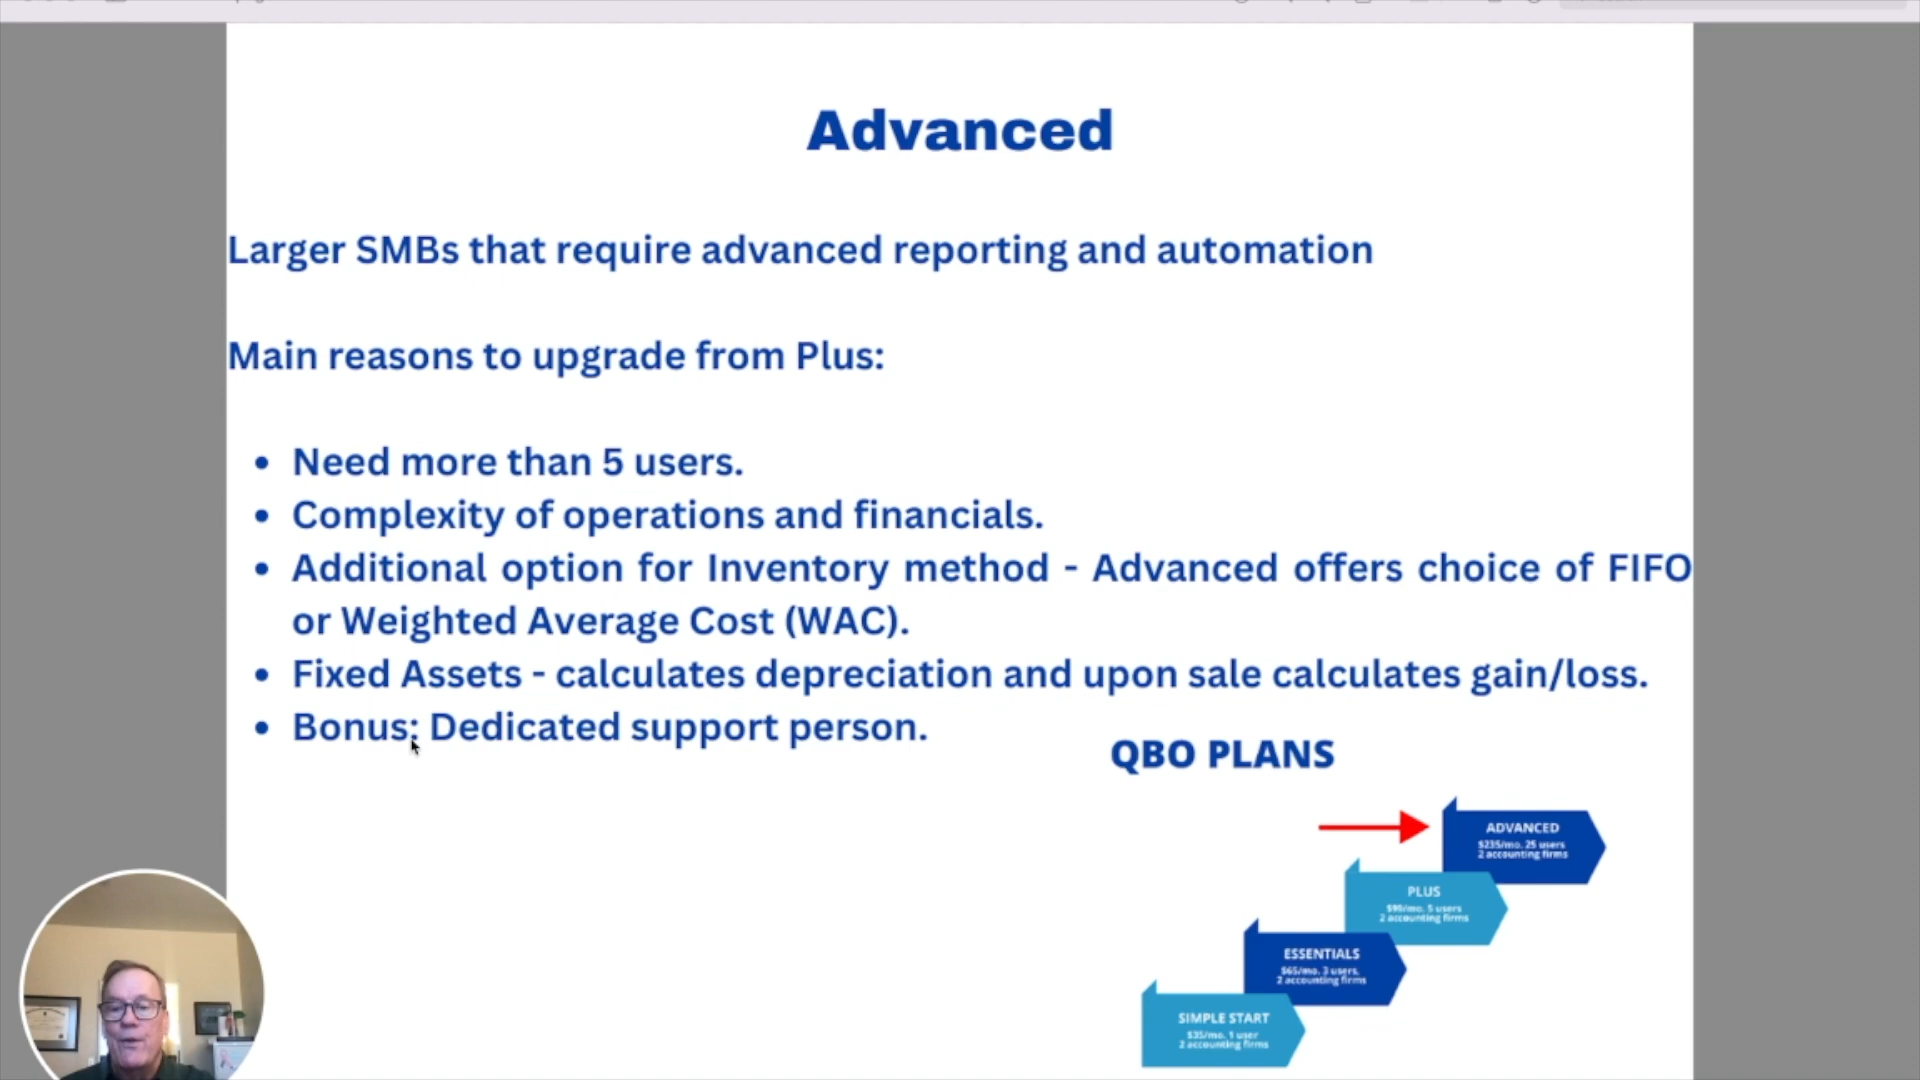 Advanced
Larger SMBs that require advanced reporting and automation
Main reasons to upgrade from Plus:
• Need more than 5 users.
• Complexity of operations and financials.
• Additional option for Inventory method - Advanced offers choice of FIFO
or Weighted Average Cost (WAC).
• Fixed Assets - calculates depreciation and upon sale calculates gain/loss.
• Bonus: Dedicated support person.
QBO PLANS
ADVANCED
$235/mo. 25 users
2 accounting firms
PLUS
$99/mo. 5 users
2 accounting firms
ESSENTIALS
$65/mo. 3 users.
2 accounting firms
SIMPLE START
$35/mo. 1 user
2 accounting firms